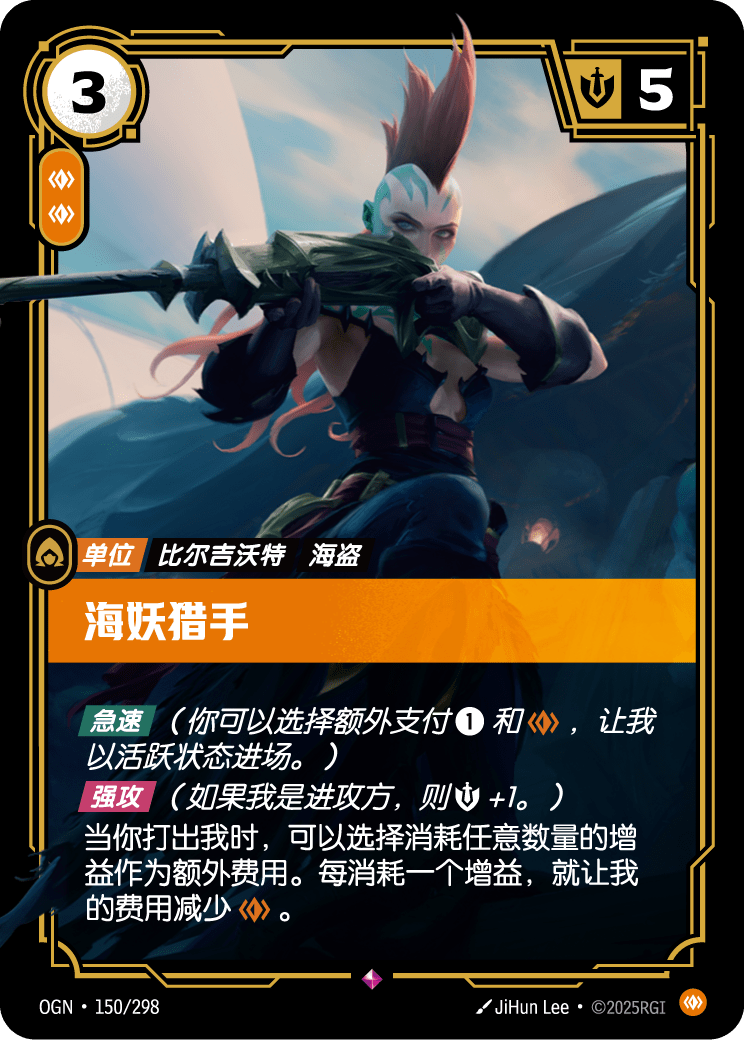 3
5
单位 比尔吉沃特 海盗
海妖猎手
急速（你可以选择额外支付1和，让我
以活跃状态进场。）
强攻（如果我是进攻方，则+1。）
当你打出我时，可以选择消耗任意数量的增
益作为额外费用。每消耗一个增益，就让我
的费用减少。
OGN • 150/298 JiHun Lee • ©2025RGI